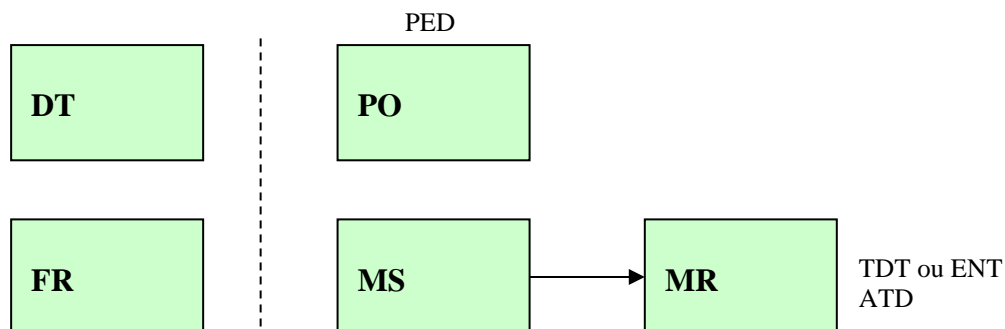 PED
DT
PO
FR
MS
MR
TDT ou ENT
ATD